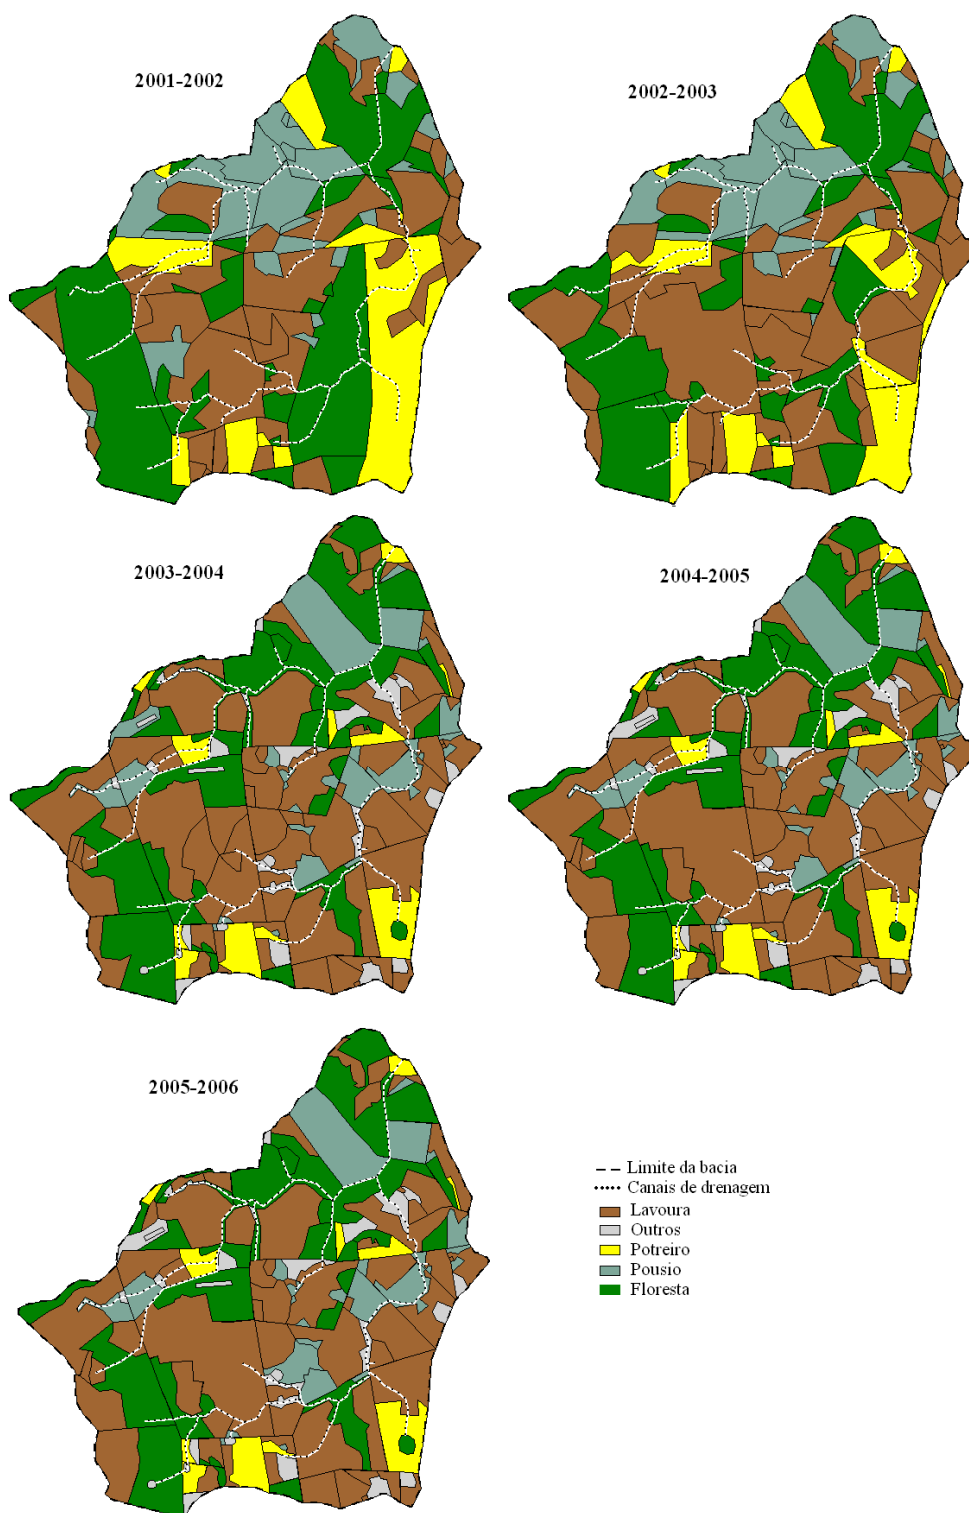 2001-2002
2002-2003
2003-2004
2004-2005
2005-2006
Limite da bacia
Canais de drenagem
Lavoura
Outros
Potreiro
Pousio
Floresta